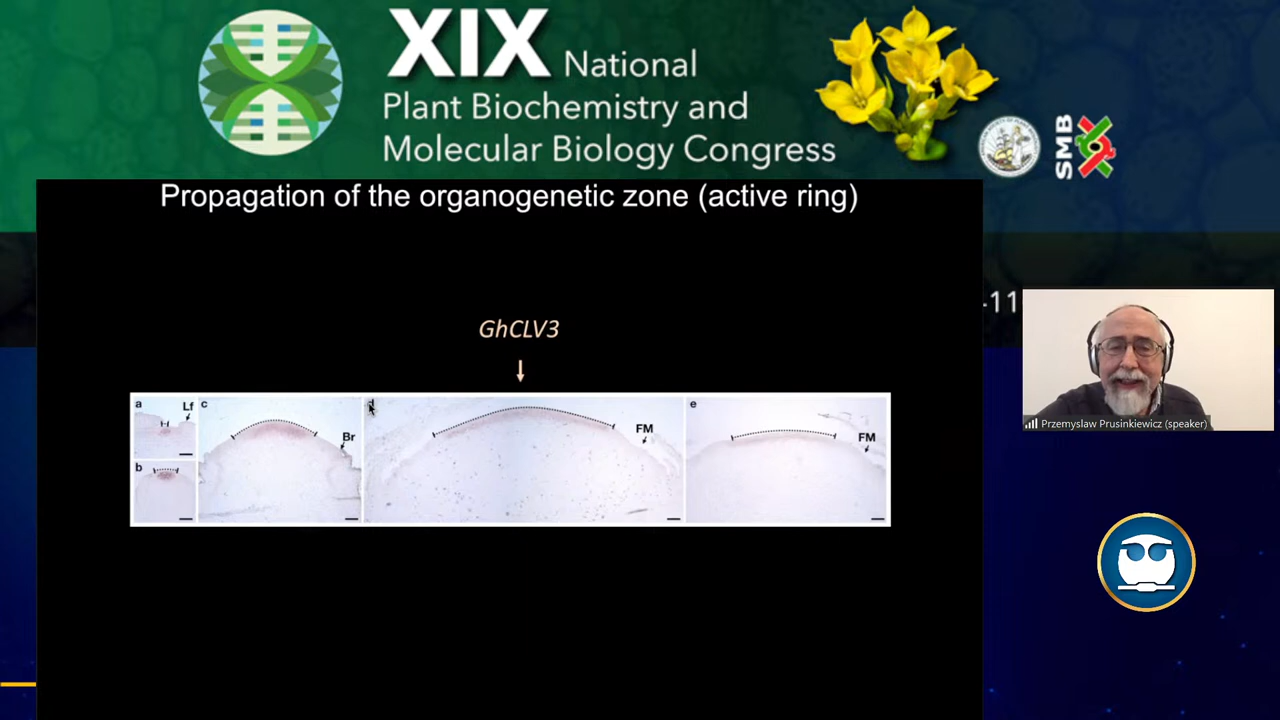 XIX National
Plant Biochemistry and
Molecular Biology Congress
SMB
Propagation of the organogenetic zone (active ring)
-11
GhCLV3
a
Lf
b
c
Br
d
FM
e
FM
Przemyslaw Prusinkiewicz (speaker)